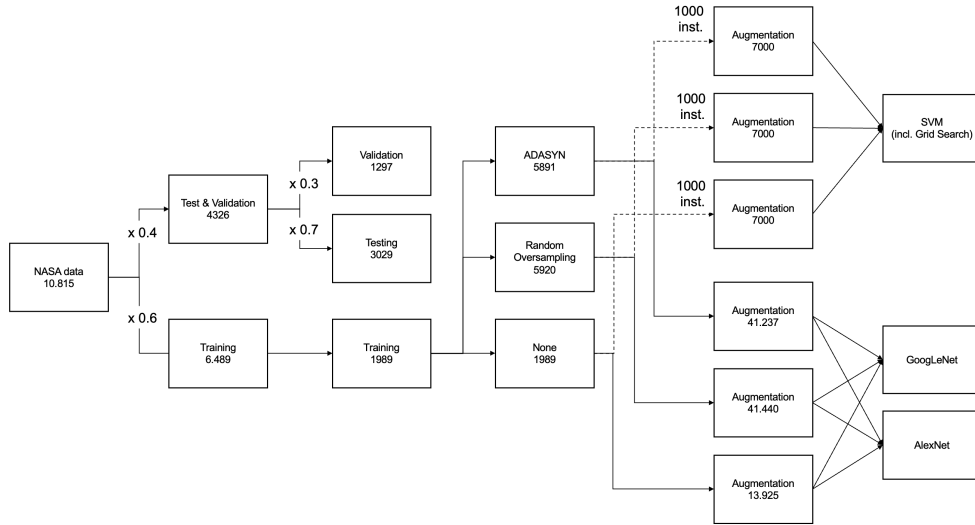 NASA data
10.815
x 0.4
x 0.6
Test & Validation
4326
Training
6.489
x 0.3
x 0.7
Validation
1297
Testing
3029
Training
1989
ADASYN
5891
Random
Oversampling
5920
None
1989
1000
inst.
1000
inst.
1000
inst.
Augmentation
7000
Augmentation
7000
Augmentation
7000
Augmentation
41.237
Augmentation
41.440
Augmentation
13.925
SVM
(incl. Grid Search)
GoogLeNet
AlexNet